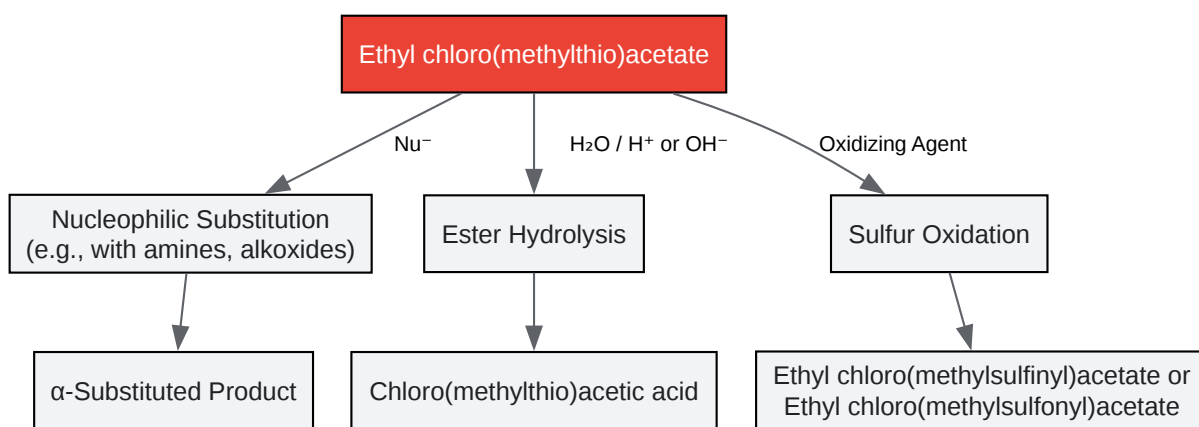 Ethyl chloro(methylthio)acetate
Nu⁻
H₂O / H⁺ or OH⁻
Oxidizing Agent
Nucleophilic Substitution
(e.g., with amines, alkoxides)
Ester Hydrolysis
Sulfur Oxidation
α-Substituted Product
Chloro(methylthio)acetic acid
Ethyl chloro(methylsulfinyl)acetate or
Ethyl chloro(methylsulfonyl)acetate